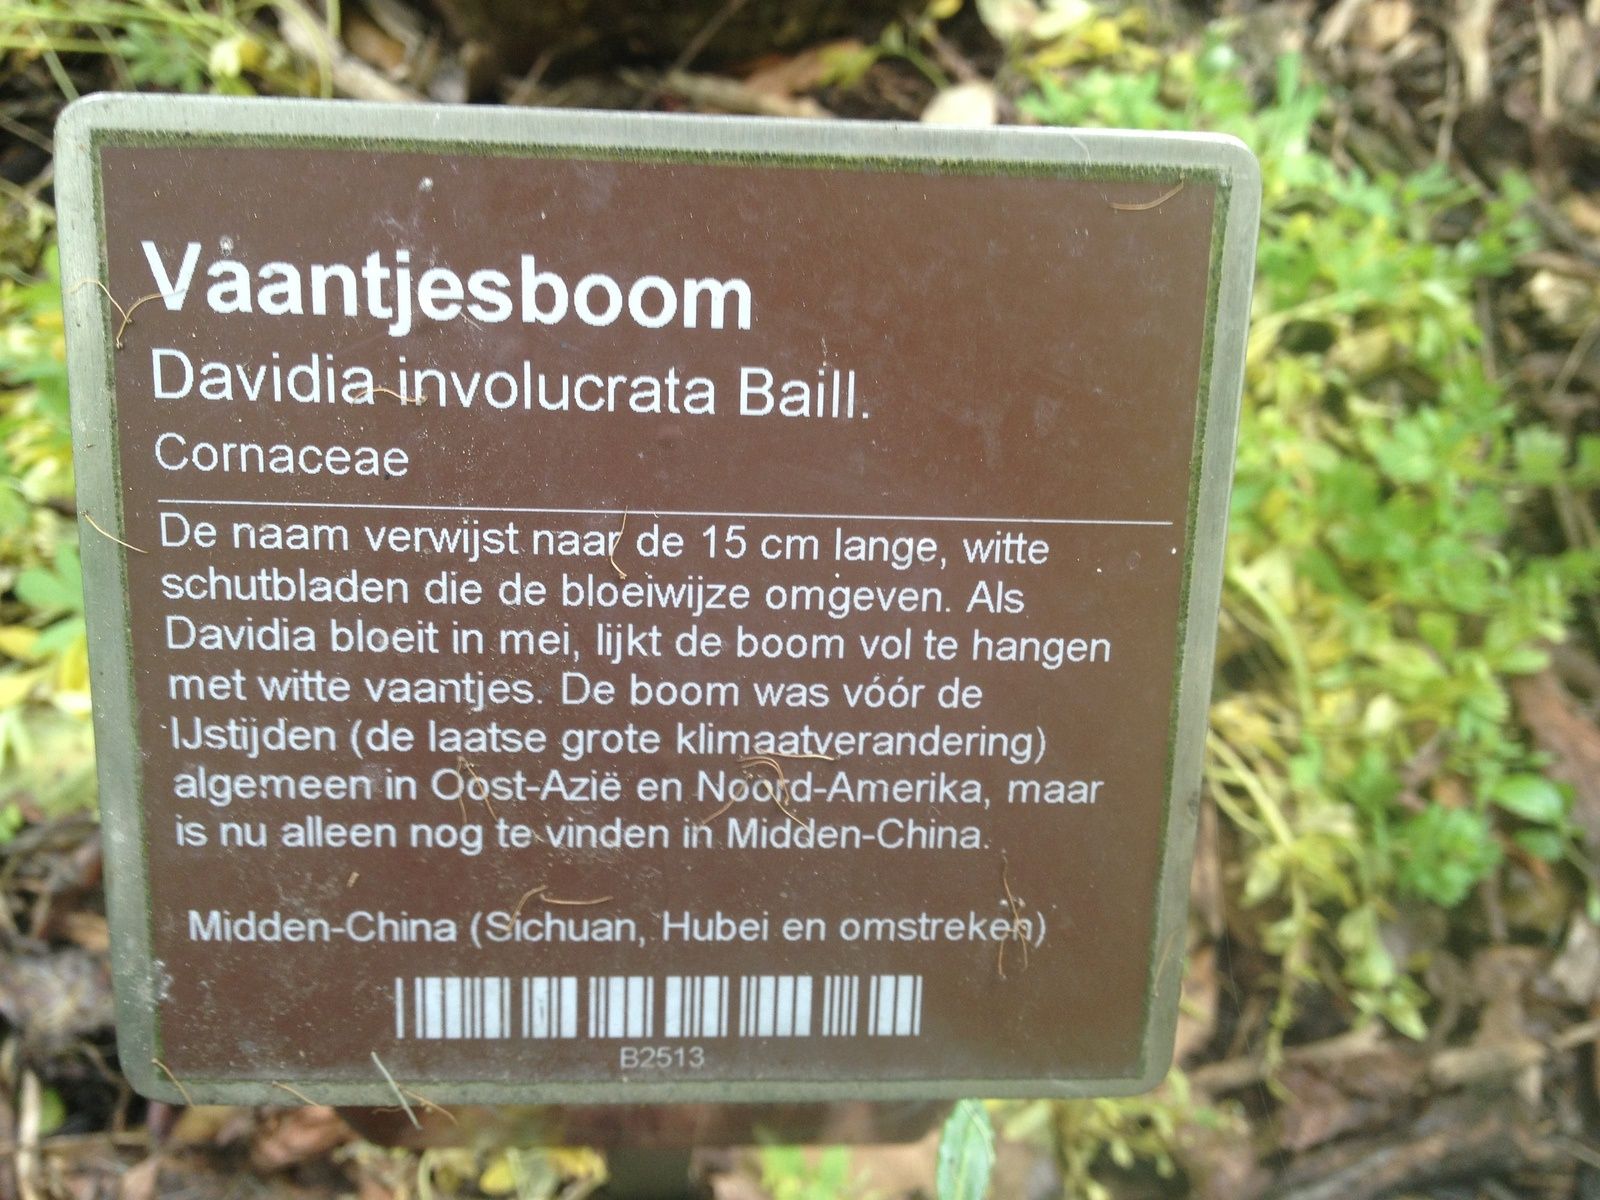 Vaantjesboom
Davidia involucrata Baill.
Cornaceae
De naam verwijst naar de 15 cm lange, witte
schutbladen die de bloeiwijze omgeven. Als
Davidia bloeit in mei, lijkt de boom vol te hangen
met witte vaantjes. De boom was vóór de
IJstijden (de laatse grote klimaatverandering)
algemeen in Oost-Azië en Noord-Amerika, maar
is nu alleen nog te vinden in Midden-China.
Midden-China (Sichuan, Hubei en omstreken)
B2513